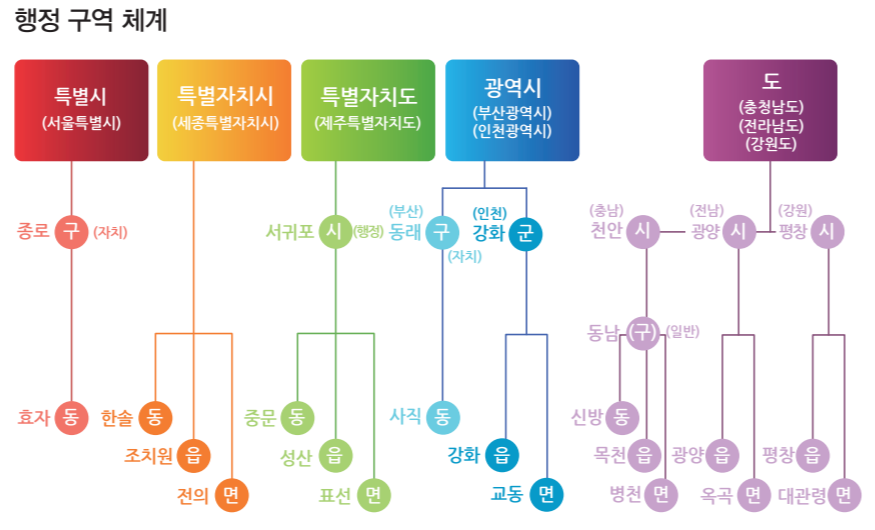 행정 구역 체계
특별시
(서울특별시)
특별자치시
(세종특별자치시)
특별자치도
(제주특별자치도)
광역시
(부산광역시)
(인천광역시)
도
(충청남도)
(전라남도)
(강원도)
종로 구 (자치)
서귀포 시 (행정)
(부산)
동래 구
(자치)
(인천)
강화 군
(충남)
천안 시
(전남)
광양 시
(강원)
평창 시
동남 (구) (일반)
효자 동
한솔 동
중문 동
사직 동
신방 동
조치원 읍
성산 읍
강화 읍
목천 읍
광양 읍
평창 읍
전의 면
표선 면
교동 면
병천 면
옥곡 면
대관령 면